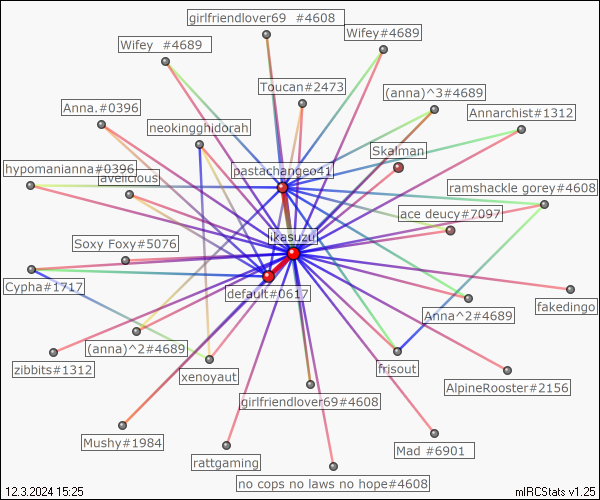 girlfriendlover69 #4608
Wifey #4689
Wifey#4689
Toucan#2473
(anna)^3#4689
Anna.#0396
Annarchist#1312
neokingghidorah
Skalman
hypomanianna#0396
pastachangeo41
avelicious
ramshackle gorey#4608
ace deucy#7097
ikasuzu
Soxy Foxy#5076
Cypha#1717
default#0617
fakedingo
Anna^2#4689
(anna)^2#4689
zibbits#1312
xenoyaut
frisout
AlpineRooster#2156
girlfriendlover69#4608
Mushy#1984
Mad #6901
rattgaming
no cops no laws no hope#4608
12.3.2024 15:25
mIRCStats v1.25